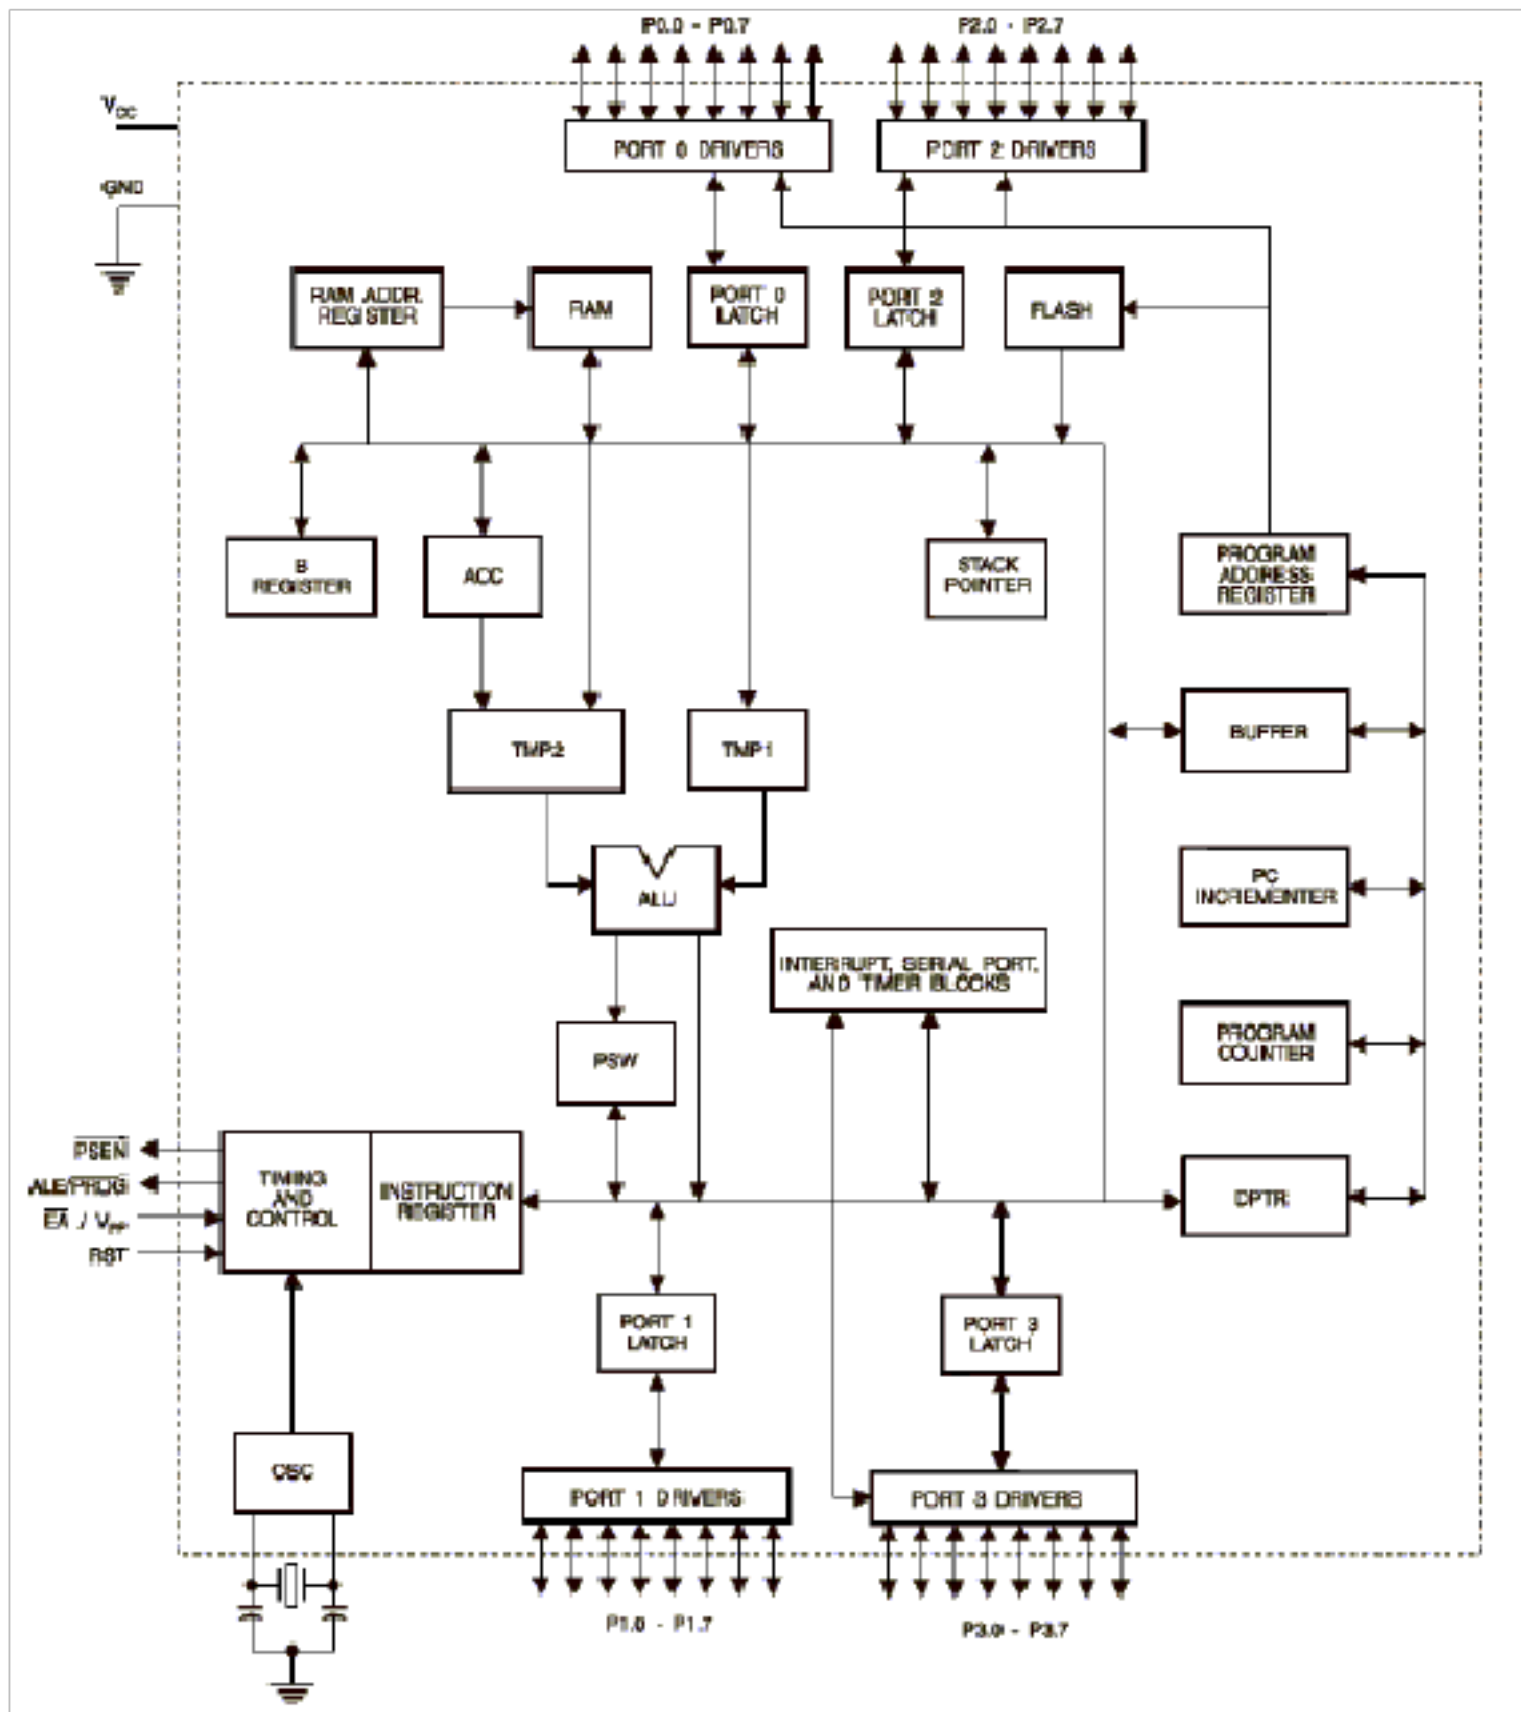 P0.0 - P0.7
P2.0 - P2.7
VCC
GND
PORT 0 DRIVERS
PORT 2 DRIVERS
RAM ADDR.
REGISTER
RAM
PORT 0
LATCH
PORT 2
LATCH
FLASH
B
REGISTER
ACC
STACK
POINTER
PROGRAM
ADDRESS
REGISTER
TMP2
TMP1
BUFFER
ALU
PC
INCREMENTER
INTERRUPT, SERIAL PORT,
AND TIMER BLOCKS
PSW
PROGRAM
COUNTER
PSEN
ALE/PROG
EA / VPP
RST
TIMING
AND
CONTROL
INSTRUCTION
REGISTER
DPTR
PORT 1
LATCH
PORT 3
LATCH
OSC
PORT 1 DRIVERS
PORT 3 DRIVERS
P1.0 - P1.7
P3.0 - P3.7